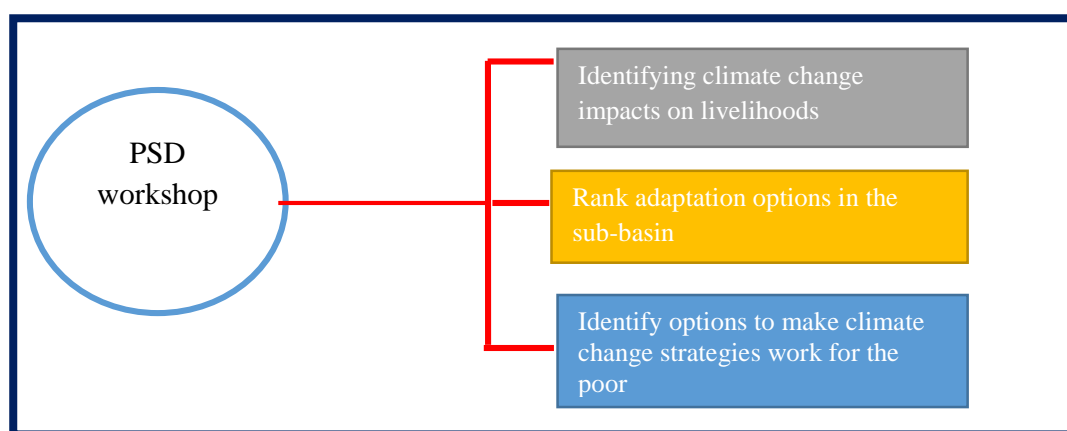 PSD
workshop
Identifying climate change
impacts on livelihoods
Rank adaptation options in the
sub-basin
Identify options to make climate
change strategies work for the
poor